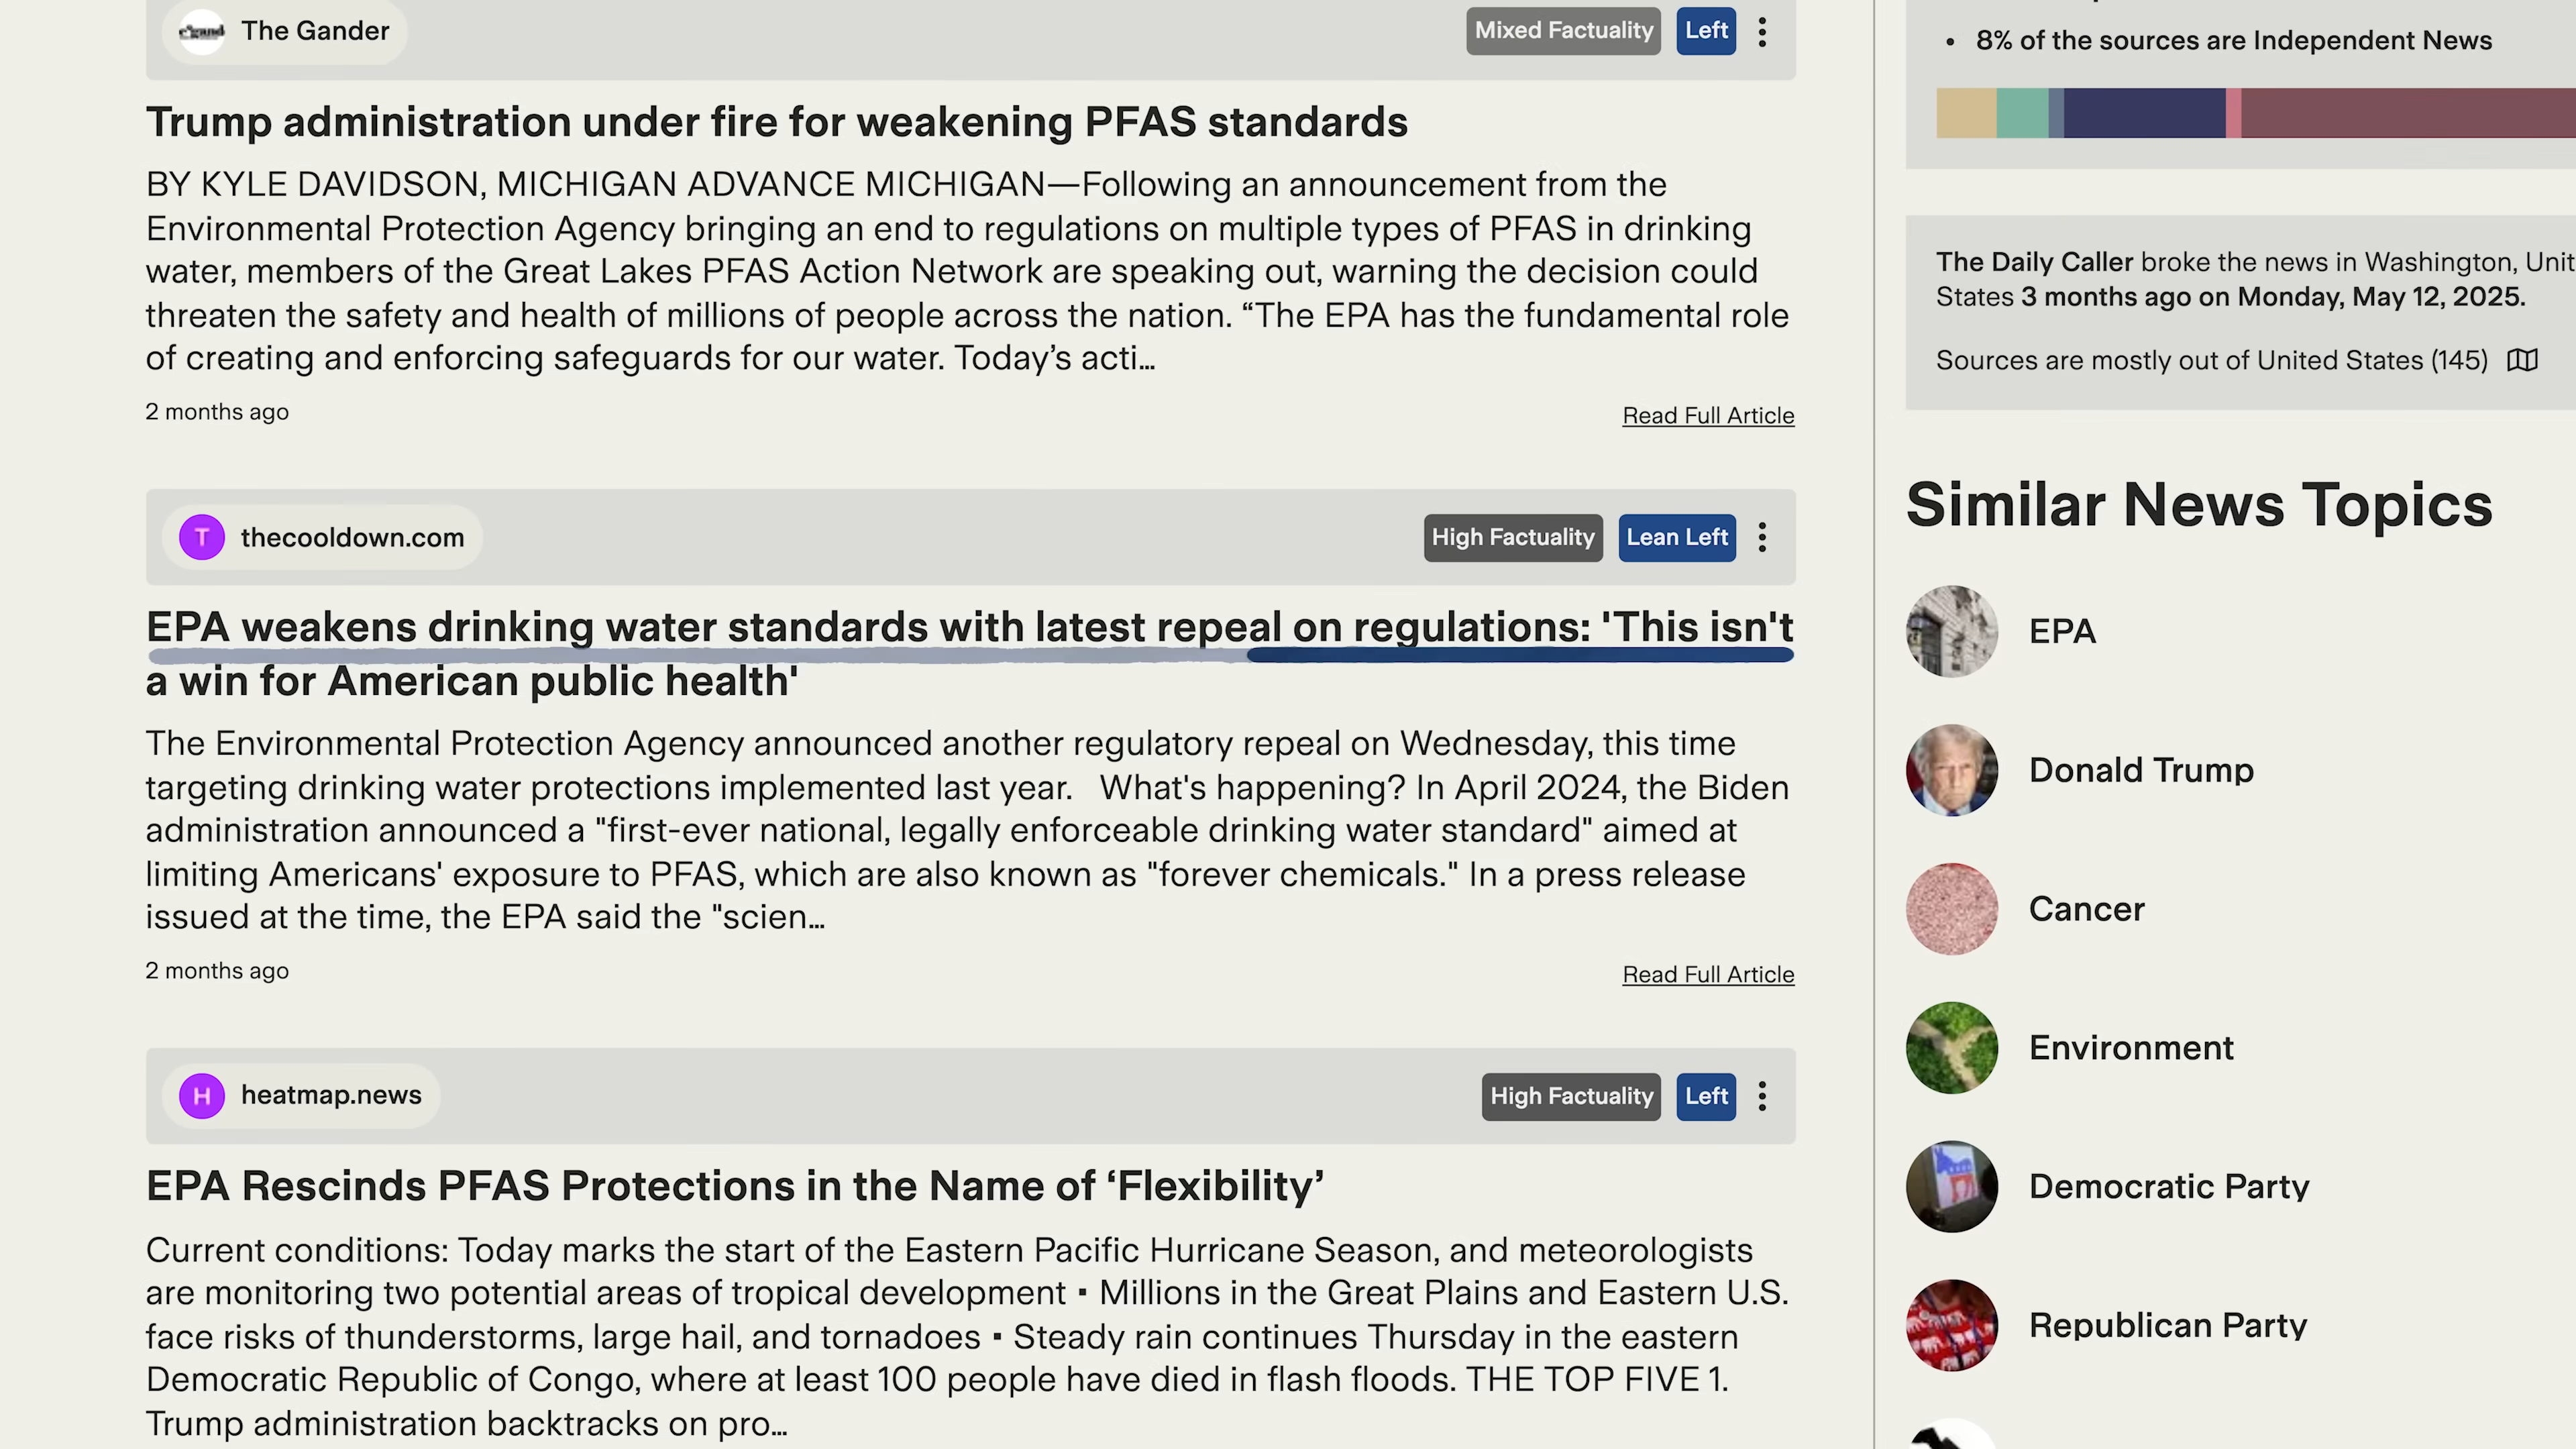 The Gander
Mixed Factuality
Left
Trump administration under fire for weakening PFAS standards
BY KYLE DAVIDSON, MICHIGAN ADVANCE MICHIGAN—Following an announcement from the
Environmental Protection Agency bringing an end to regulations on multiple types of PFAS in drinking
water, members of the Great Lakes PFAS Action Network are speaking out, warning the decision could
threaten the safety and health of millions of people across the nation. “The EPA has the fundamental role
of creating and enforcing safeguards for our water. Today’s acti...
2 months ago
Read Full Article
T
thecooldown.com
High Factuality
Lean Left
EPA weakens drinking water standards with latest repeal on regulations: 'This isn't
a win for American public health'
The Environmental Protection Agency announced another regulatory repeal on Wednesday, this time
targeting drinking water protections implemented last year.   What's happening? In April 2024, the Biden
administration announced a "first-ever national, legally enforceable drinking water standard" aimed at
limiting Americans' exposure to PFAS, which are also known as "forever chemicals." In a press release
issued at the time, the EPA said the "scien...
2 months ago
Read Full Article
H
heatmap.news
High Factuality
Left
EPA Rescinds PFAS Protections in the Name of ‘Flexibility’
Current conditions: Today marks the start of the Eastern Pacific Hurricane Season, and meteorologists
are monitoring two potential areas of tropical development ▪ Millions in the Great Plains and Eastern U.S.
face risks of thunderstorms, large hail, and tornadoes ▪ Steady rain continues Thursday in the eastern
Democratic Republic of Congo, where at least 100 people have died in flash floods. THE TOP FIVE 1.
Trump administration backtracks on pro...
• 8% of the sources are Independent News
The Daily Caller broke the news in Washington, Unit
States 3 months ago on Monday, May 12, 2025.
Sources are mostly out of United States (145)
Similar News Topics
EPA
Donald Trump
Cancer
Environment
Democratic Party
Republican Party